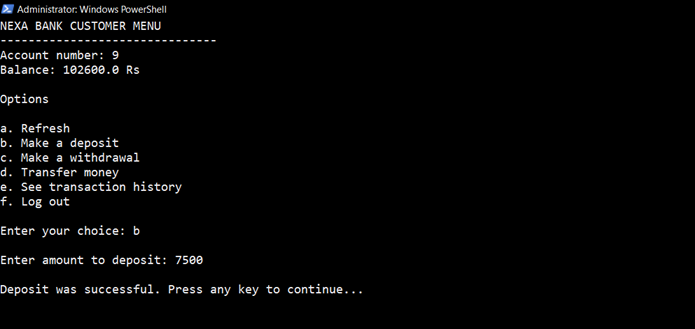 Administrator: Windows PowerShell
NEXA BANK CUSTOMER MENU
-------------------------------
Account number: 9
Balance: 102600.0 Rs
Options
a. Refresh
b. Make a deposit
c. Make a withdrawal
d. Transfer money
e. See transaction history
f. Log out
Enter your choice: b
Enter amount to deposit: 7500
Deposit was successful. Press any key to continue...